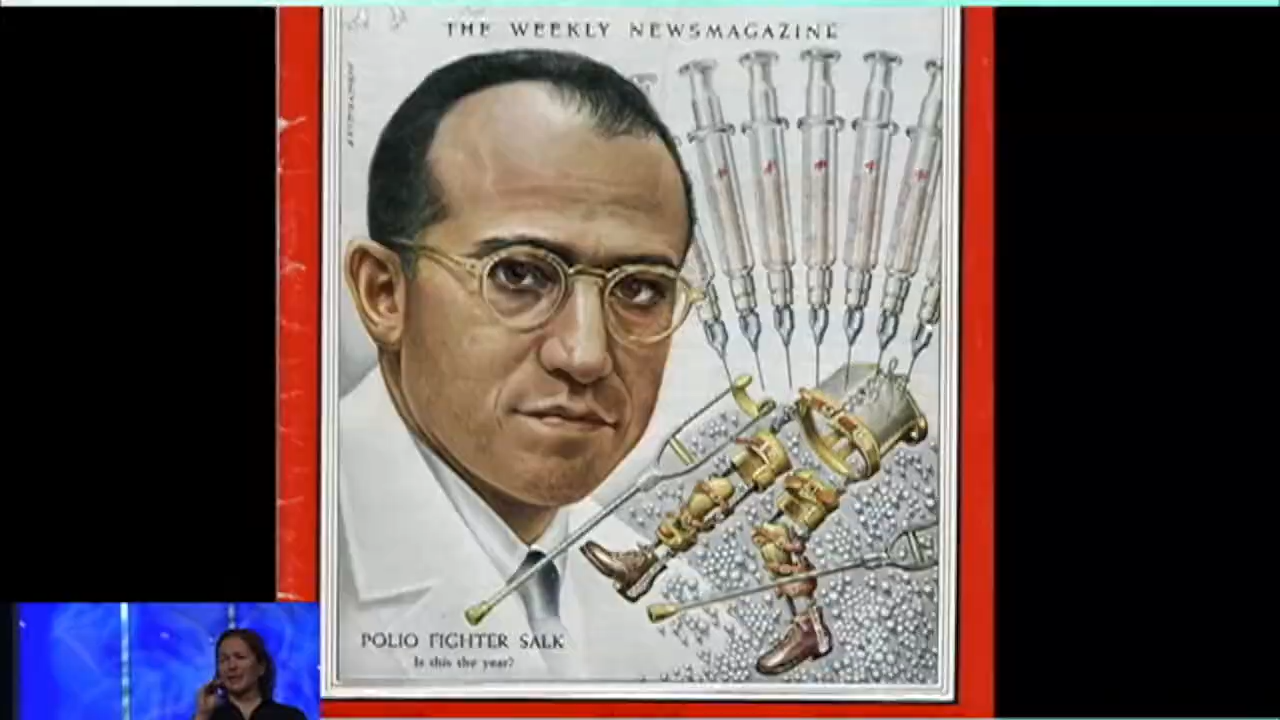 THE WEEKLY NEWSMAGAZINE
POLIO FIGHTER SALK
Is this the year?